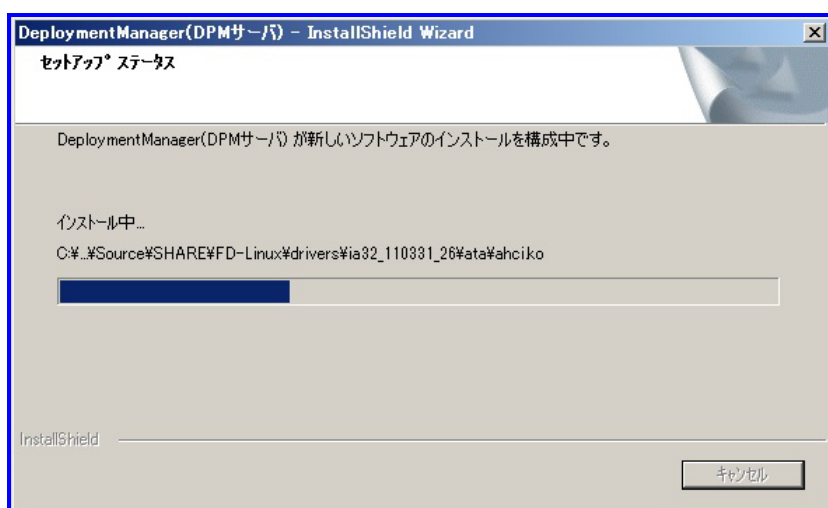 DeploymentManager(DPMサーバ) - InstallShield Wizard
セットアップ ステータス
DeploymentManager(DPMサーバ) が新しいソフトウェアのインストールを構成中です。
インストール中...
C:¥...¥Source¥SHARE¥FD-Linux¥drivers¥ia32_110331_26¥ata¥ahci.ko
InstallShield
キャンセル